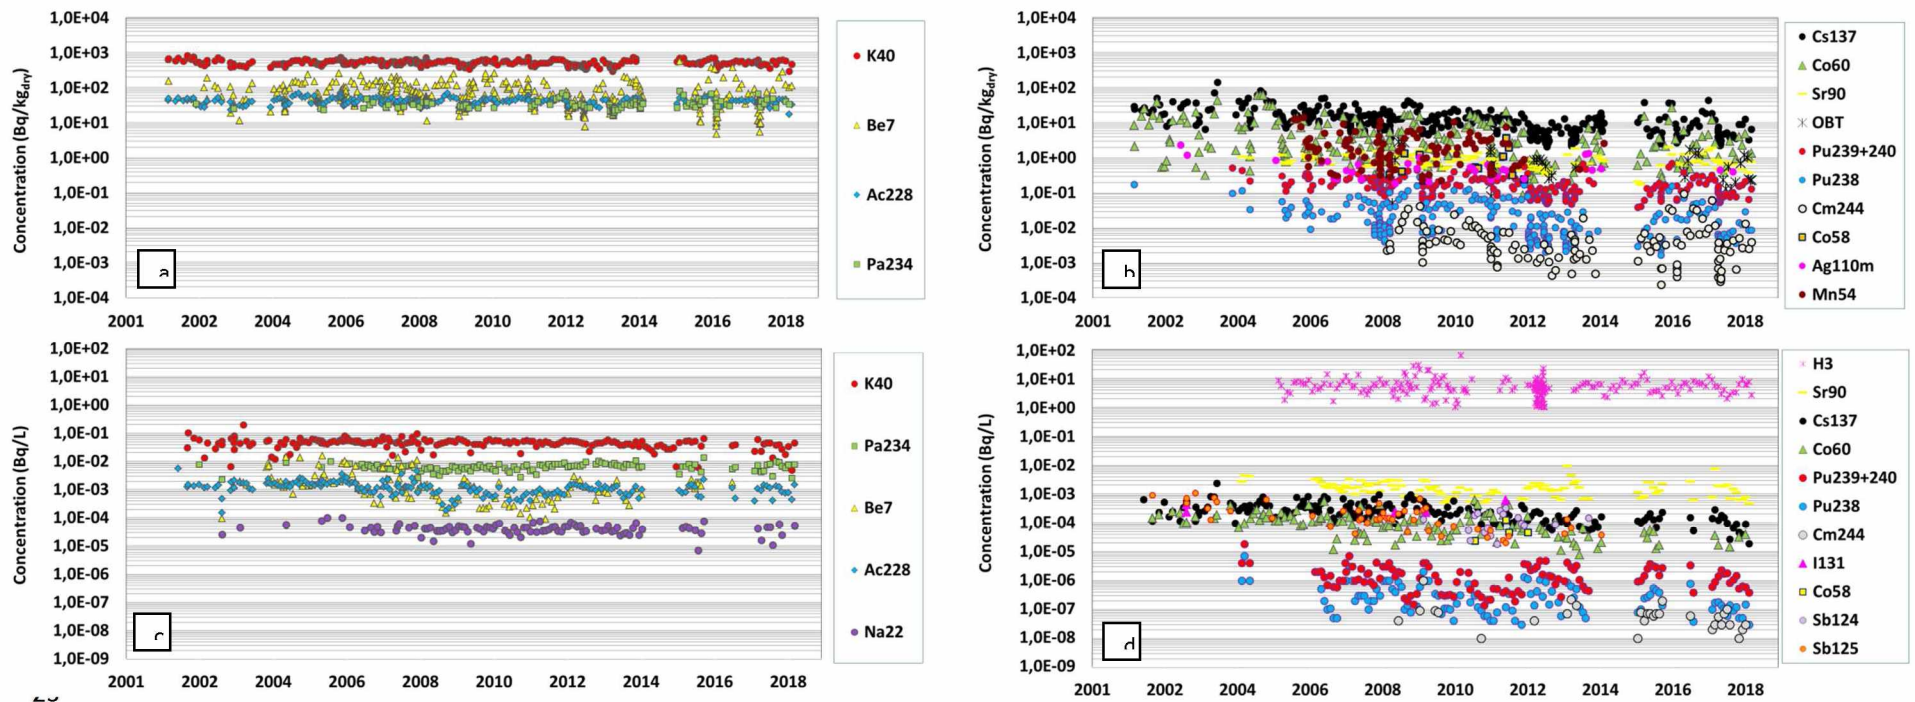 1,0E+04
1,0E+03
1,0E+02
1,0E+01
1,0E+00
1,0E-01
1,0E-02
1,0E-03
1,0E-04
Concentration (Bq/kgdry)
2001 2002 2004 2006 2008 2010 2012 2014 2016 2018
K40
Be7
Ac228
Pa234
a
1,0E+04
1,0E+03
1,0E+02
1,0E+01
1,0E+00
1,0E-01
1,0E-02
1,0E-03
1,0E-04
Concentration (Bq/kgdry)
2001 2002 2004 2006 2008 2010 2012 2014 2016 2018
Cs137
Co60
Sr90
OBT
Pu239+240
Pu238
Cm244
Co58
Ag110m
Mn54
b
1,0E+02
1,0E+01
1,0E+00
1,0E-01
1,0E-02
1,0E-03
1,0E-04
1,0E-05
1,0E-06
1,0E-07
1,0E-08
1,0E-09
Concentration (Bq/L)
2001 2002 2004 2006 2008 2010 2012 2014 2016 2018
K40
Pa234
Be7
Ac228
Na22
c
1,0E+02
1,0E+01
1,0E+00
1,0E-01
1,0E-02
1,0E-03
1,0E-04
1,0E-05
1,0E-06
1,0E-07
1,0E-08
1,0E-09
Concentration (Bq/L)
2001 2002 2004 2006 2008 2010 2012 2014 2016 2018
H3
Sr90
Cs137
Co60
Pu239+240
Pu238
Cm244
I131
Co58
Sb124
Sb125
d